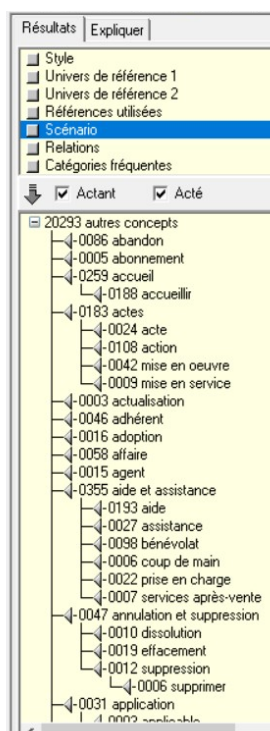 Résultats Expliquer
Style
Univers de référence 1
Univers de référence 2
Références utilisées
Scénario
Relations
Catégories fréquentes
Actant Acté
20293 autres concepts
0086 abandon
0005 abonnement
0259 accueil
0188 accueillir
0183 actes
0024 acte
0108 action
0042 mise en oeuvre
0009 mise en service
0003 actualisation
0046 adhérent
0016 adoption
0058 affaire
0015 agent
0355 aide et assistance
0193 aide
0027 assistance
0098 bénévolat
0006 coup de main
0022 prise en charge
0007 services après-vente
0047 annulation et suppression
0010 dissolution
0019 effacement
0012 suppression
0006 supprimer
0031 application
0002 applicable